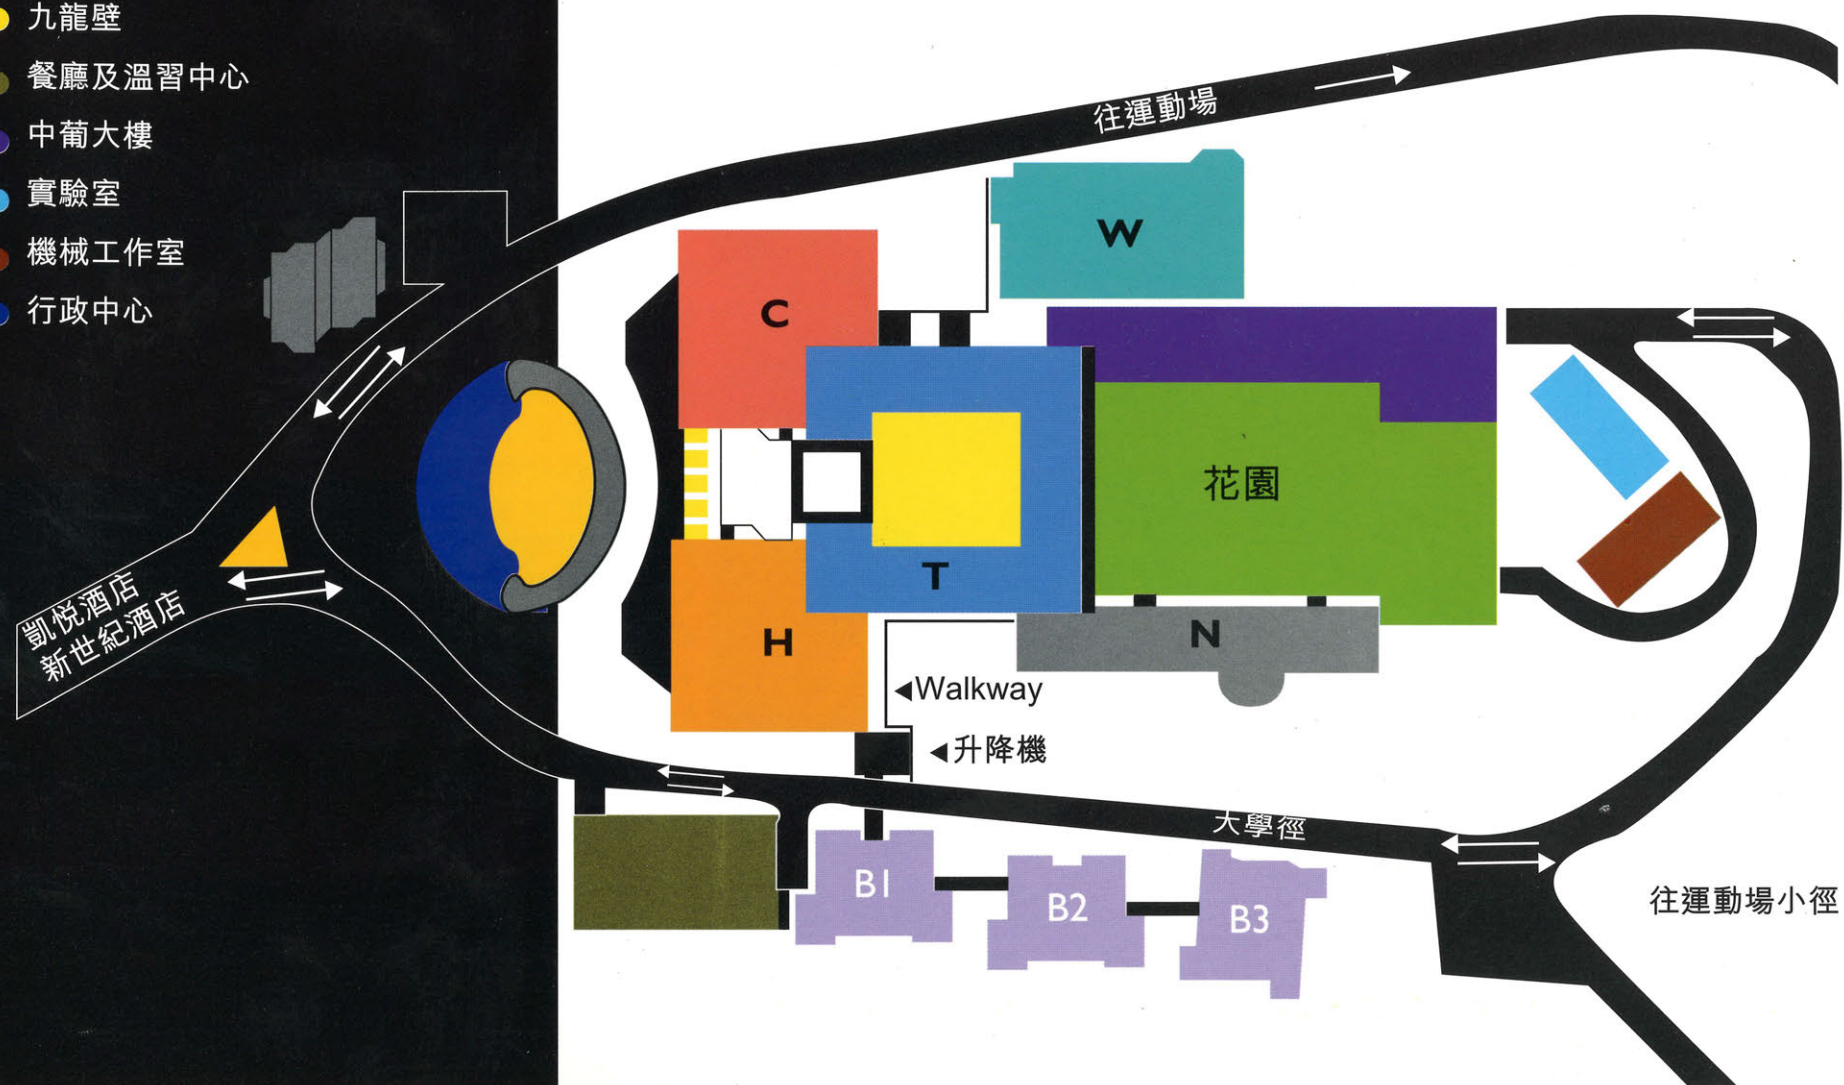 九龍壁
餐廳及溫習中心
中葡大樓
實驗室
機械工作室
行政中心
往運動場
W
C
花園
T
H
N
凱悅酒店
新世紀酒店
Walkway
升降機
大學徑
B1
B2
B3
往運動場小徑